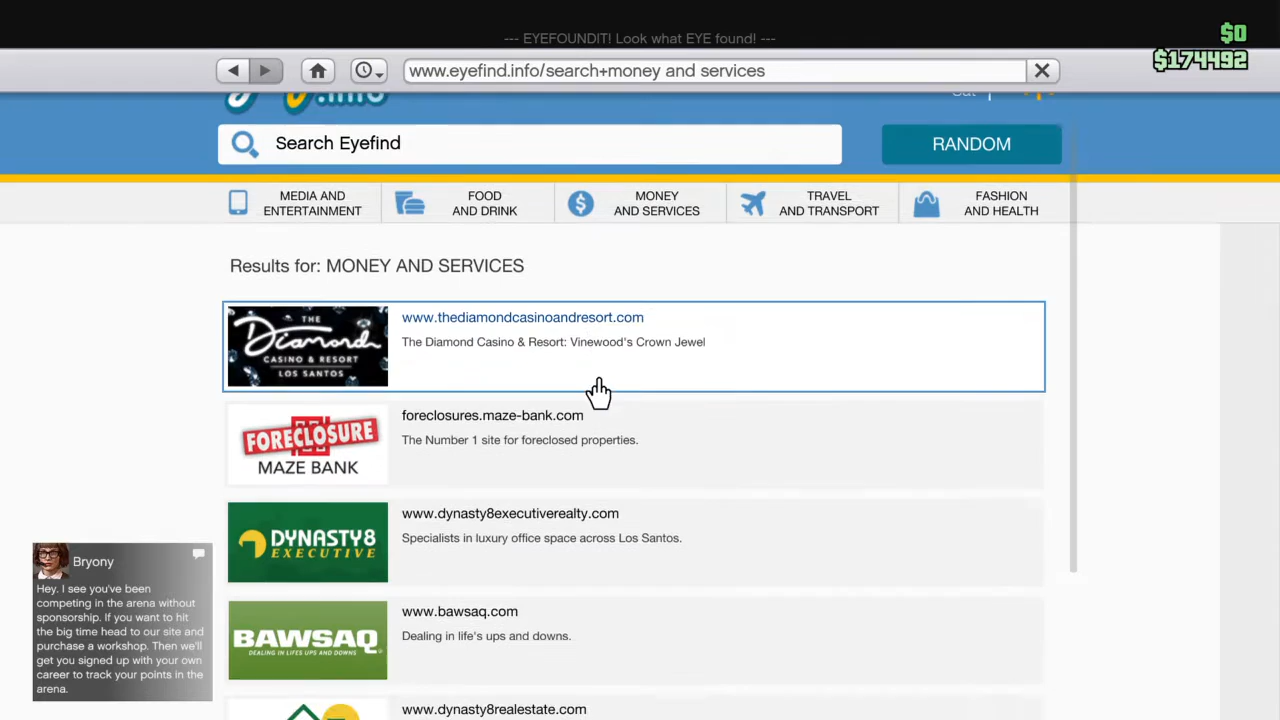 --- EYEFOUNDIT! Look what EYE found! ---
$0
$174492
www.eyefind.info/search+money and services
.info
Search Eyefind
RANDOM
MEDIA AND
ENTERTAINMENT
FOOD
AND DRINK
MONEY
AND SERVICES
TRAVEL
AND TRANSPORT
FASHION
AND HEALTH
Results for: MONEY AND SERVICES
THE
Diamond
CASINO & RESORT
LOS SANTOS
www.thediamondcasinoandresort.com
The Diamond Casino & Resort: Vinewood's Crown Jewel
FORECLOSURE
MAZE BANK
foreclosures.maze-bank.com
The Number 1 site for foreclosed properties.
DYNASTY8
EXECUTIVE
www.dynasty8executiverealty.com
Specialists in luxury office space across Los Santos.
BAWSAQ
DEALING IN LIFES UPS AND DOWNS
www.bawsaq.com
Dealing in life's ups and downs.
www.dynasty8realestate.com
Bryony
Hey. I see you've been
competing in the arena without
sponsorship. If you want to hit
the big time head to our site and
purchase a workshop. Then we'll
get you signed up with your own
career to track your points in the
arena.